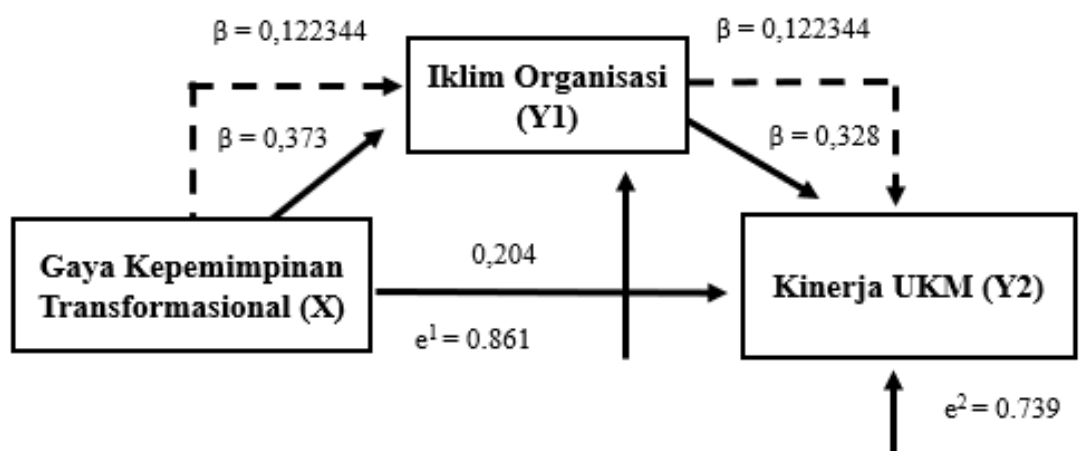 β = 0,122344
β = 0,122344
Iklim Organisasi
(Y1)
β = 0,373
β = 0,328
Gaya Kepemimpinan
Transformasional (X)
0,204
Kinerja UKM (Y2)
e¹ = 0.861
e² = 0.739